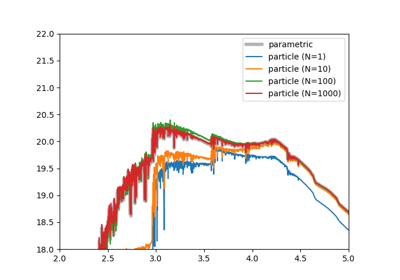 22.0
21.5
21.0
20.5
20.0
19.5
19.0
18.5
18.0
2.0 2.5 3.0 3.5 4.0 4.5 5.0
parametric
particle (N=1)
particle (N=10)
particle (N=100)
particle (N=1000)